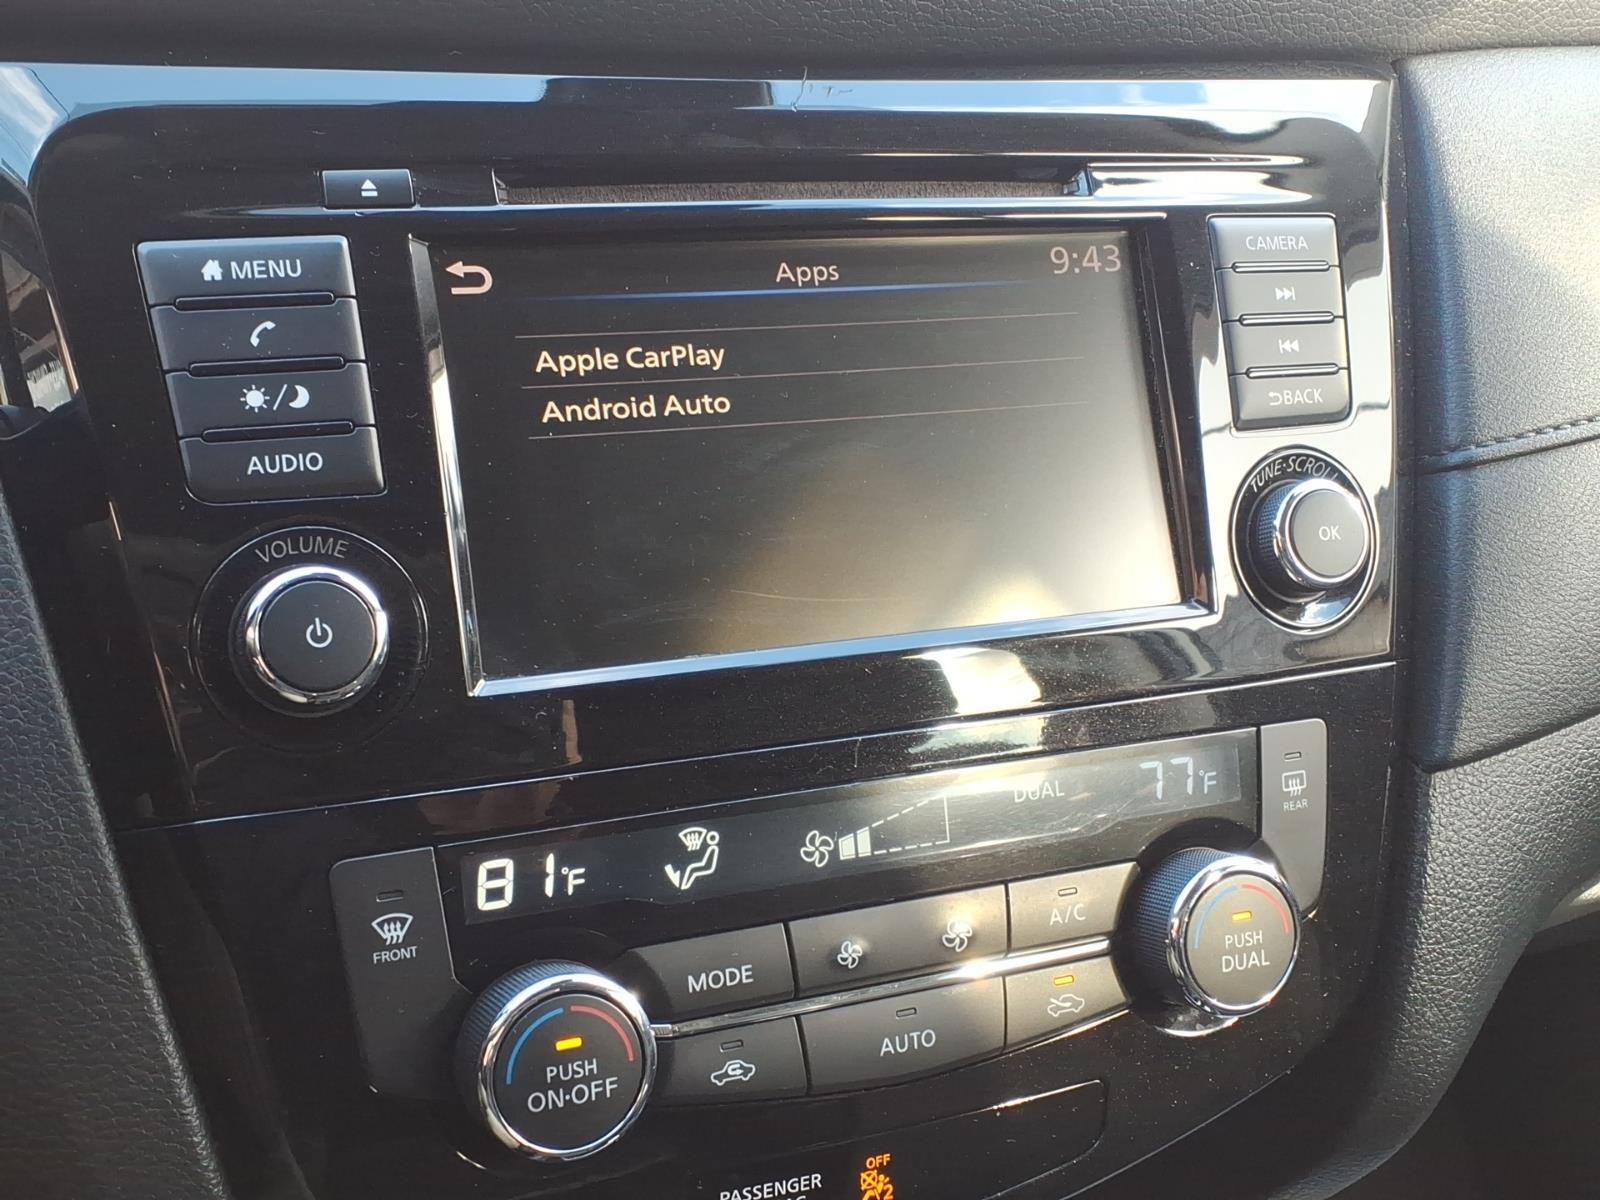 MENU
AUDIO
VOLUME
Apps
9:43
Apple CarPlay
Android Auto
CAMERA
BACK
TUNE·SCROLL
OK
81°F
DUAL
77°F
REAR
FRONT
MODE
A/C
PUSH
DUAL
AUTO
PUSH
ON·OFF
PASSENGER
OFF
2